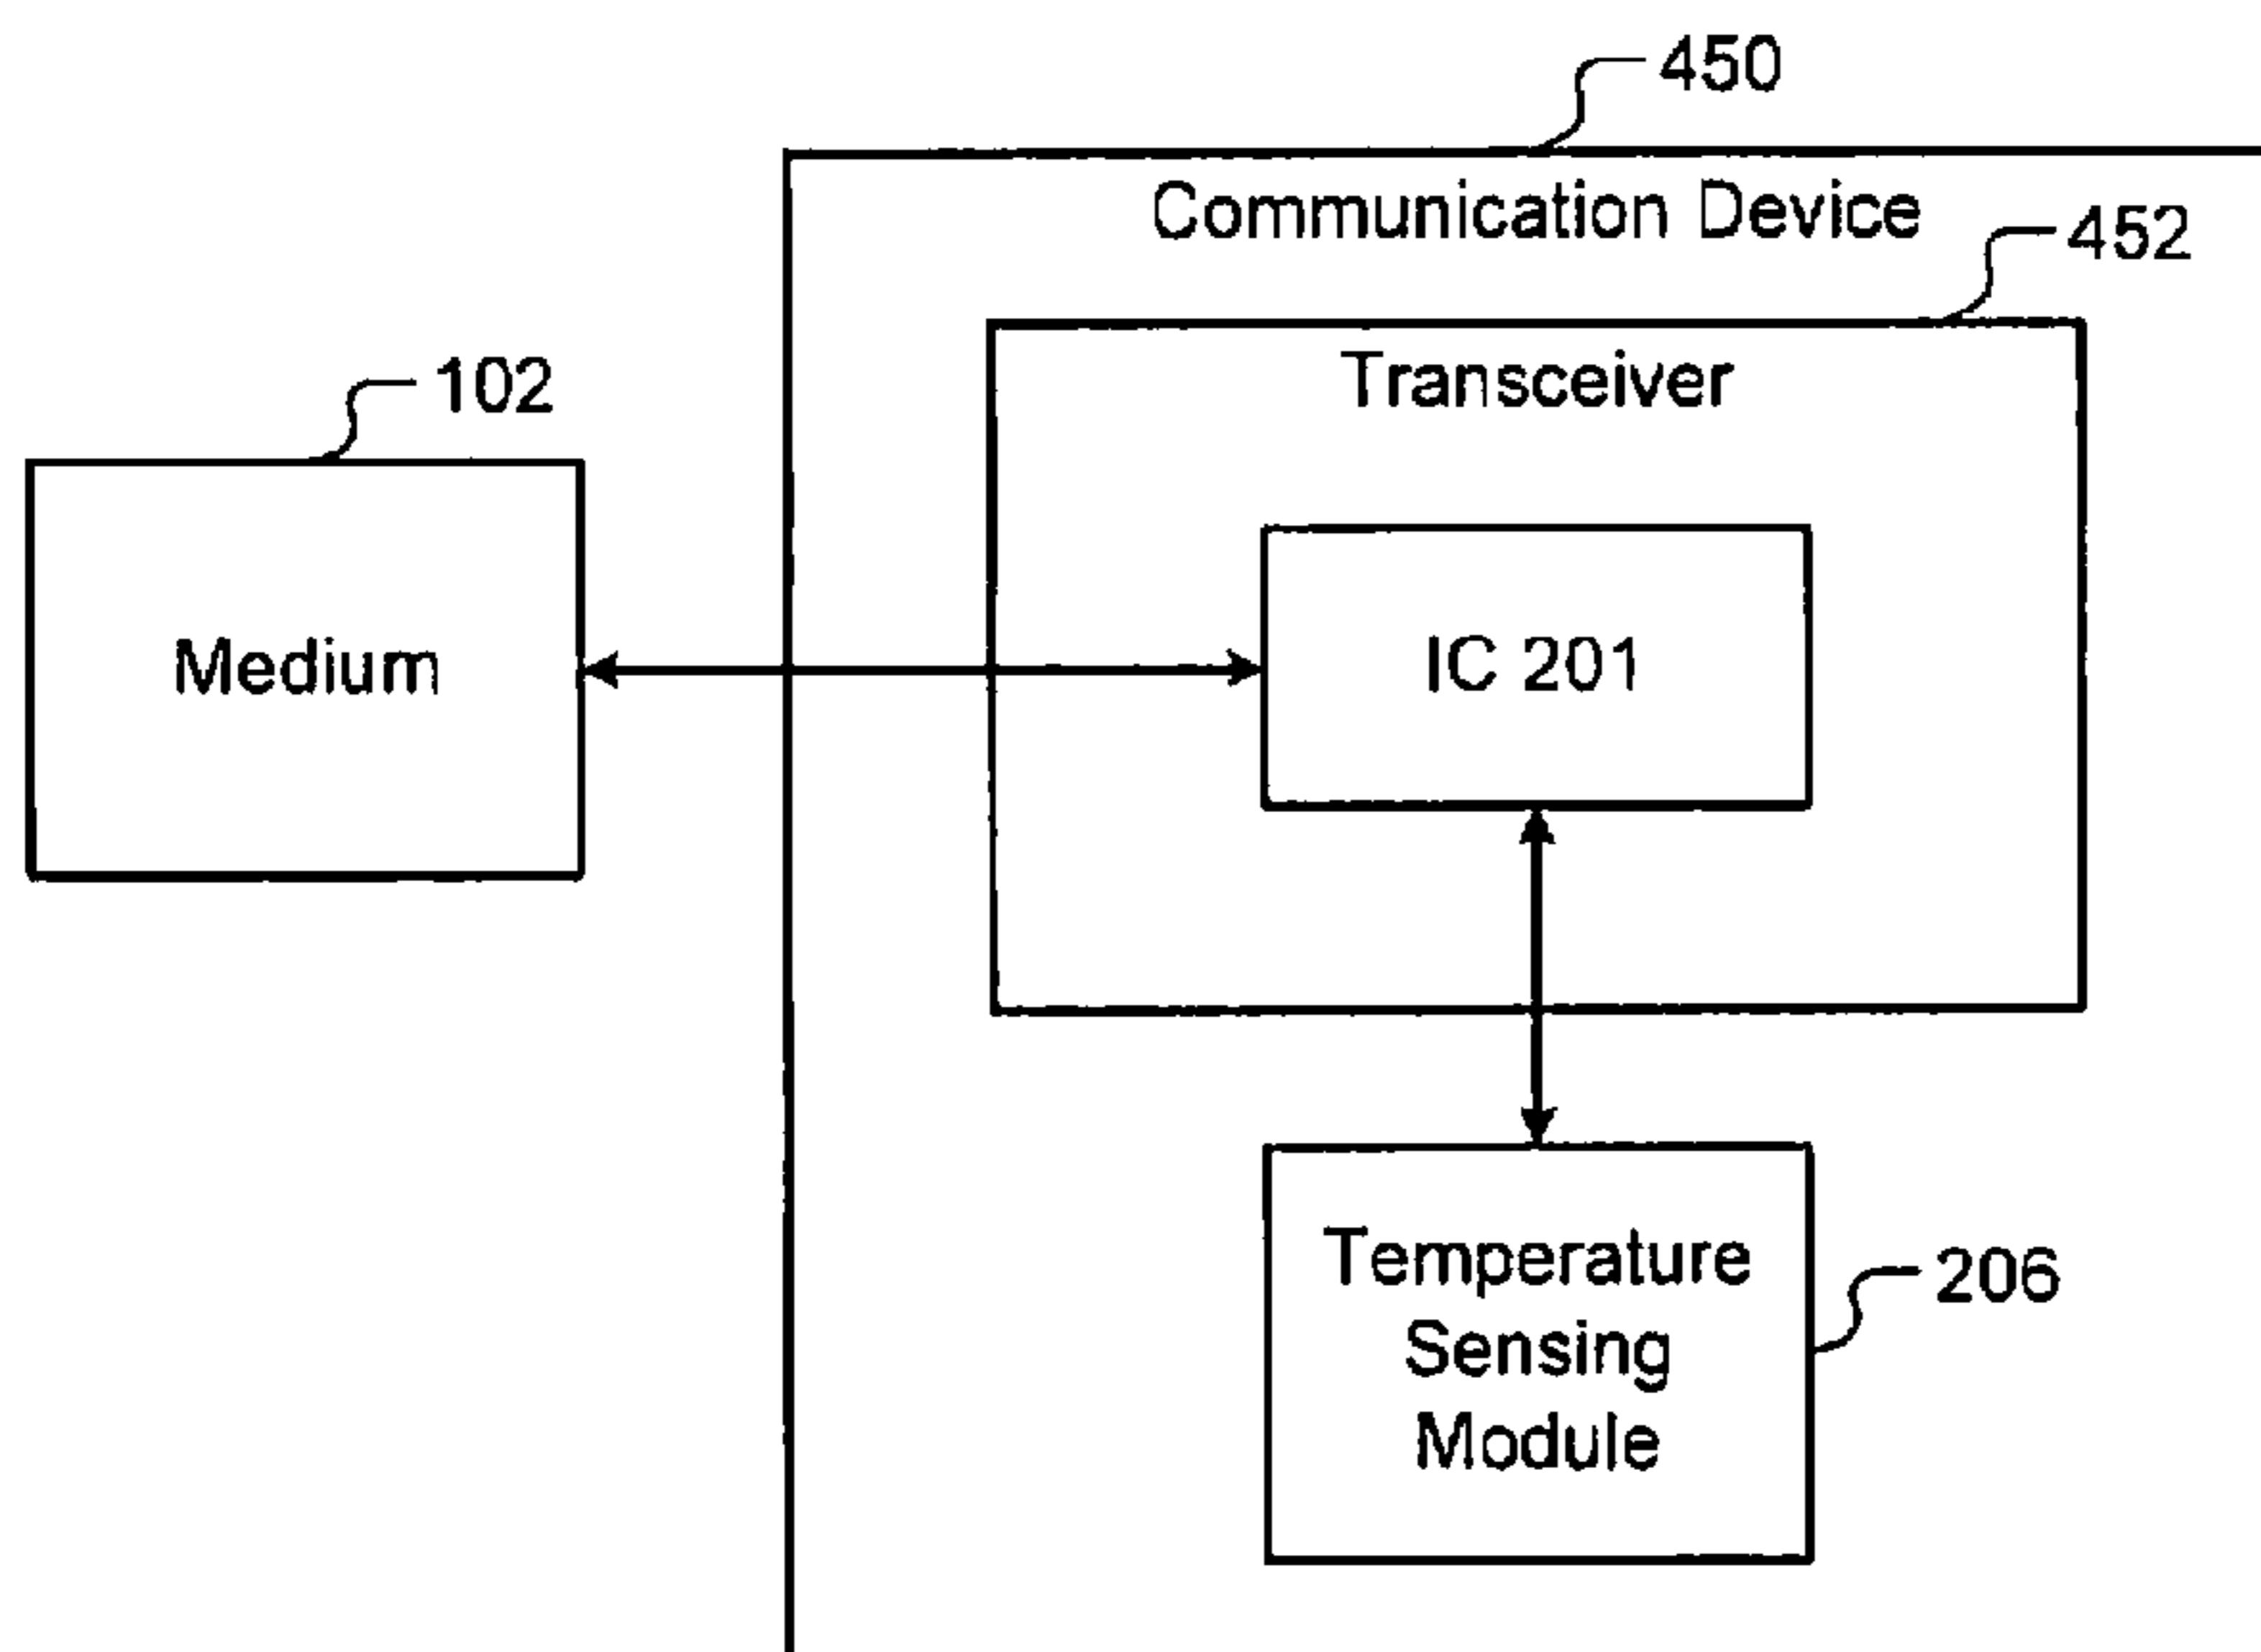 450
Communication Device
452
Transceiver
102
Medium
IC 201
Temperature
Sensing
Module
206